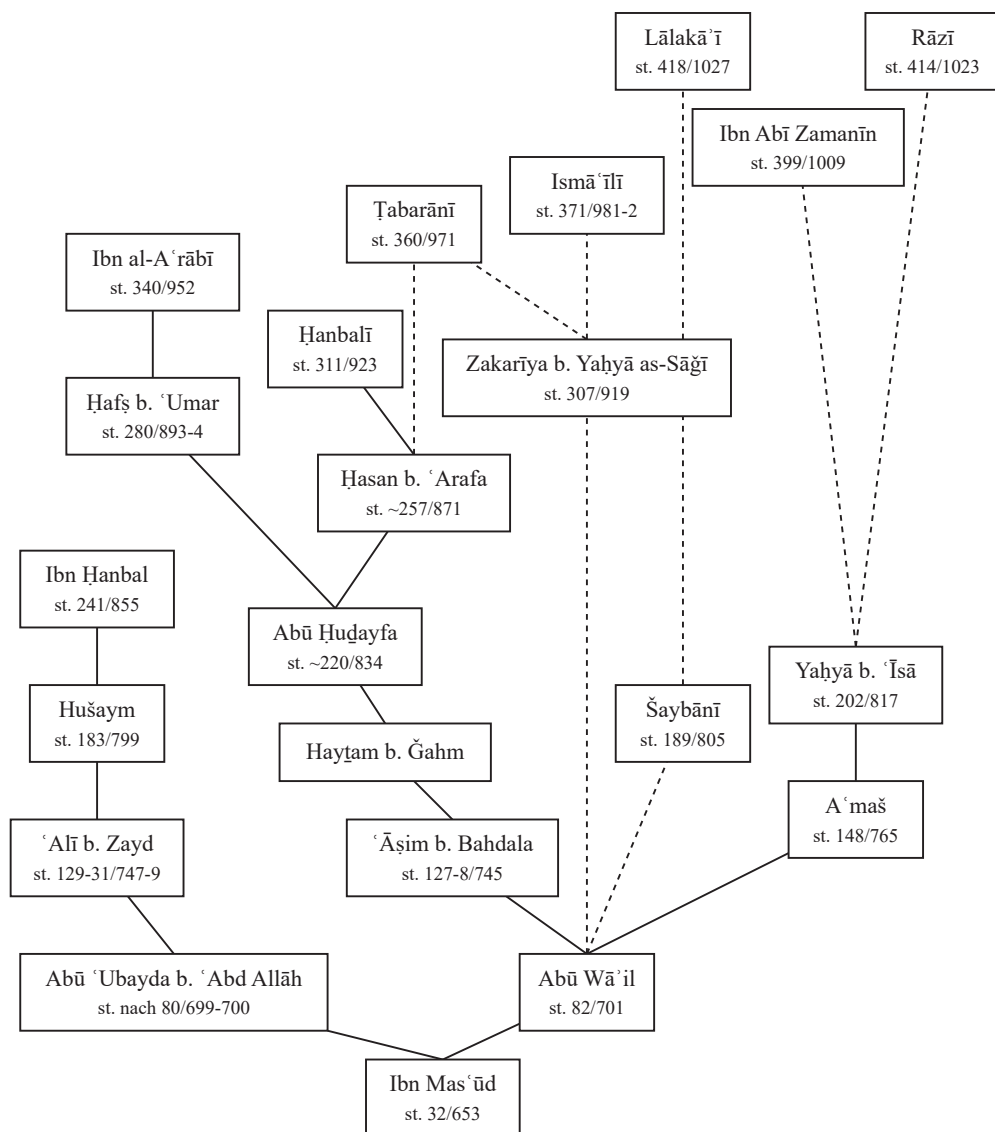 Lālakāʾī
st. 418/1027
Rāzī
st. 414/1023
Ibn Abī Zamanīn
st. 399/1009
Ismāʿīlī
st. 371/981-2
Ṭabarānī
st. 360/971
Ibn al-Aʿrābī
st. 340/952
Ḥanbalī
st. 311/923
Zakarīya b. Yaḥyā as-Sāǧī
st. 307/919
Ḥafṣ b. ʿUmar
st. 280/893-4
Ḥasan b. ʿArafa
st. ~257/871
Ibn Ḥanbal
st. 241/855
Abū Ḥuḏayfa
st. ~220/834
Yaḥyā b. ʿĪsā
st. 202/817
Hušaym
st. 183/799
Hayṯam b. Ǧahm
Šaybānī
st. 189/805
Aʿmaš
st. 148/765
ʿAlī b. Zayd
st. 129-31/747-9
ʿĀṣim b. Bahdala
st. 127-8/745
Abū ʿUbayda b. ʿAbd Allāh
st. nach 80/699-700
Abū Wāʾil
st. 82/701
Ibn Masʿūd
st. 32/653